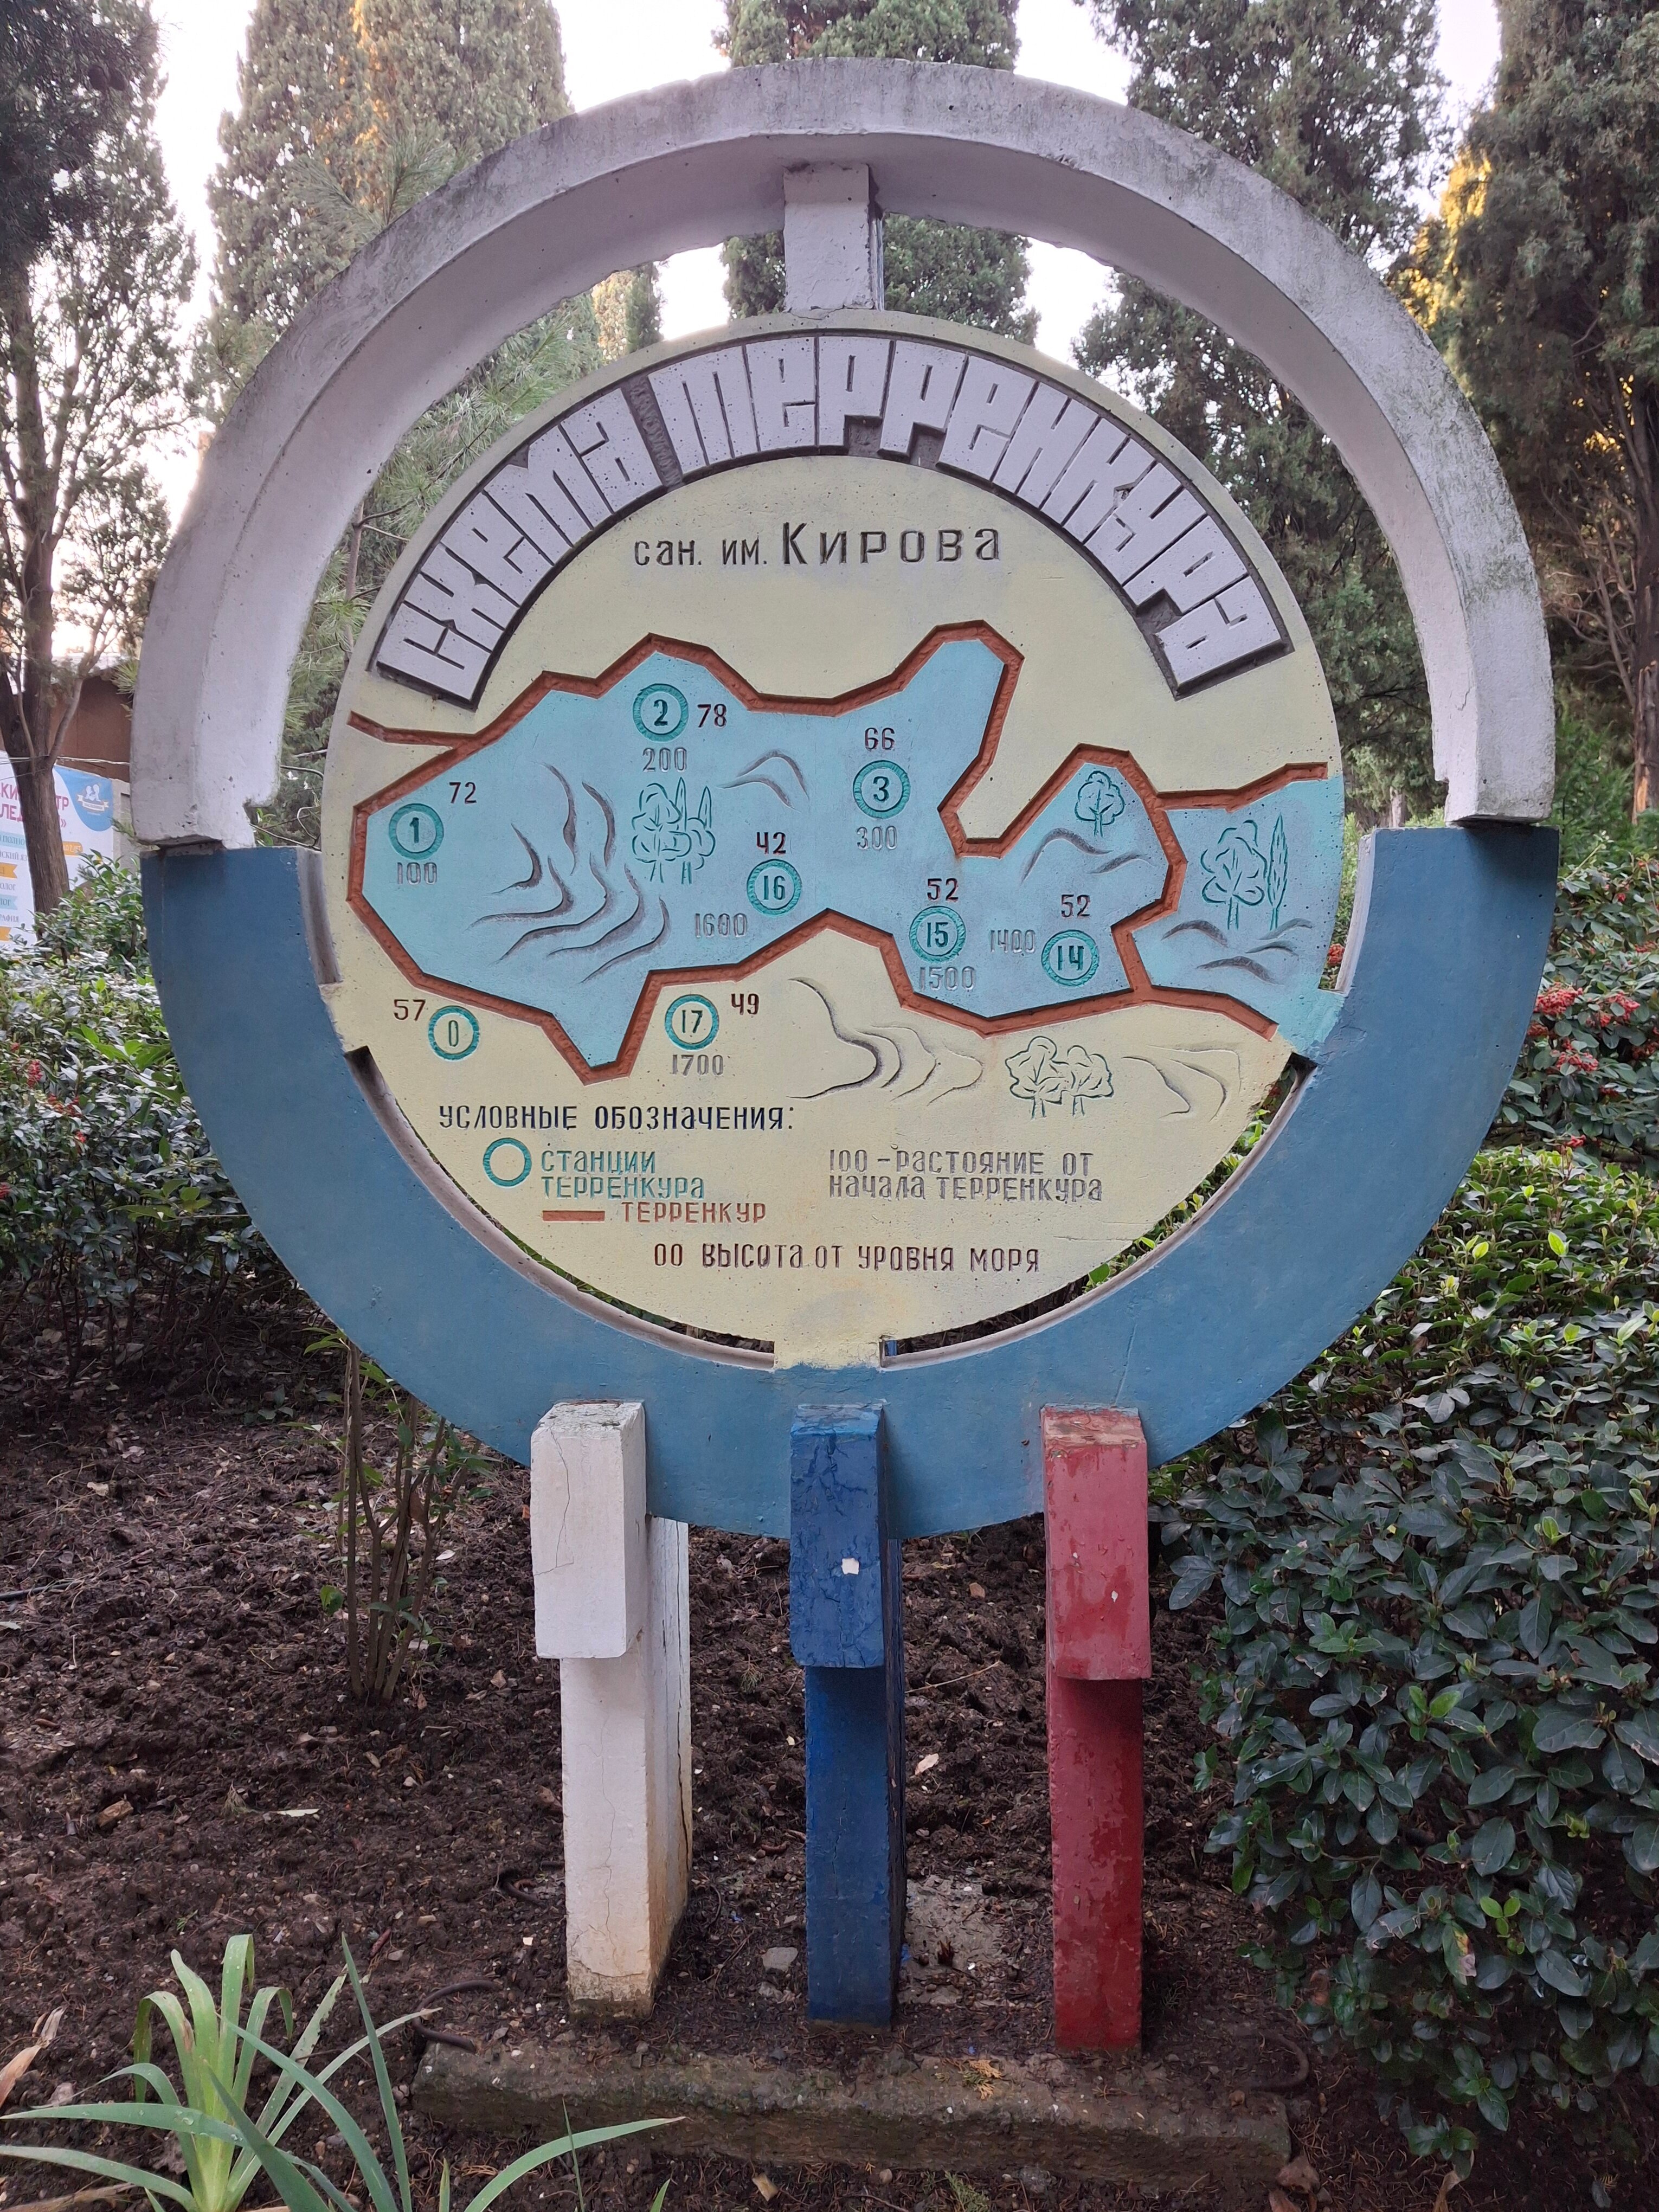 схема терренкура
сан. им. Кирова
2 78
200
66
3
300
72
1
100
42
16
1600
52
15
1500
52
1400 14
57 0
17 49
1700
УСЛОВНЫЕ ОБОЗНАЧЕНИЯ:
СТАНЦИИ
ТЕРРЕНКУРА
ТЕРРЕНКУР
100 - РАСТОЯНИЕ ОТ
НАЧАЛА ТЕРРЕНКУРА
00 ВЫСОТА ОТ УРОВНЯ МОРЯ